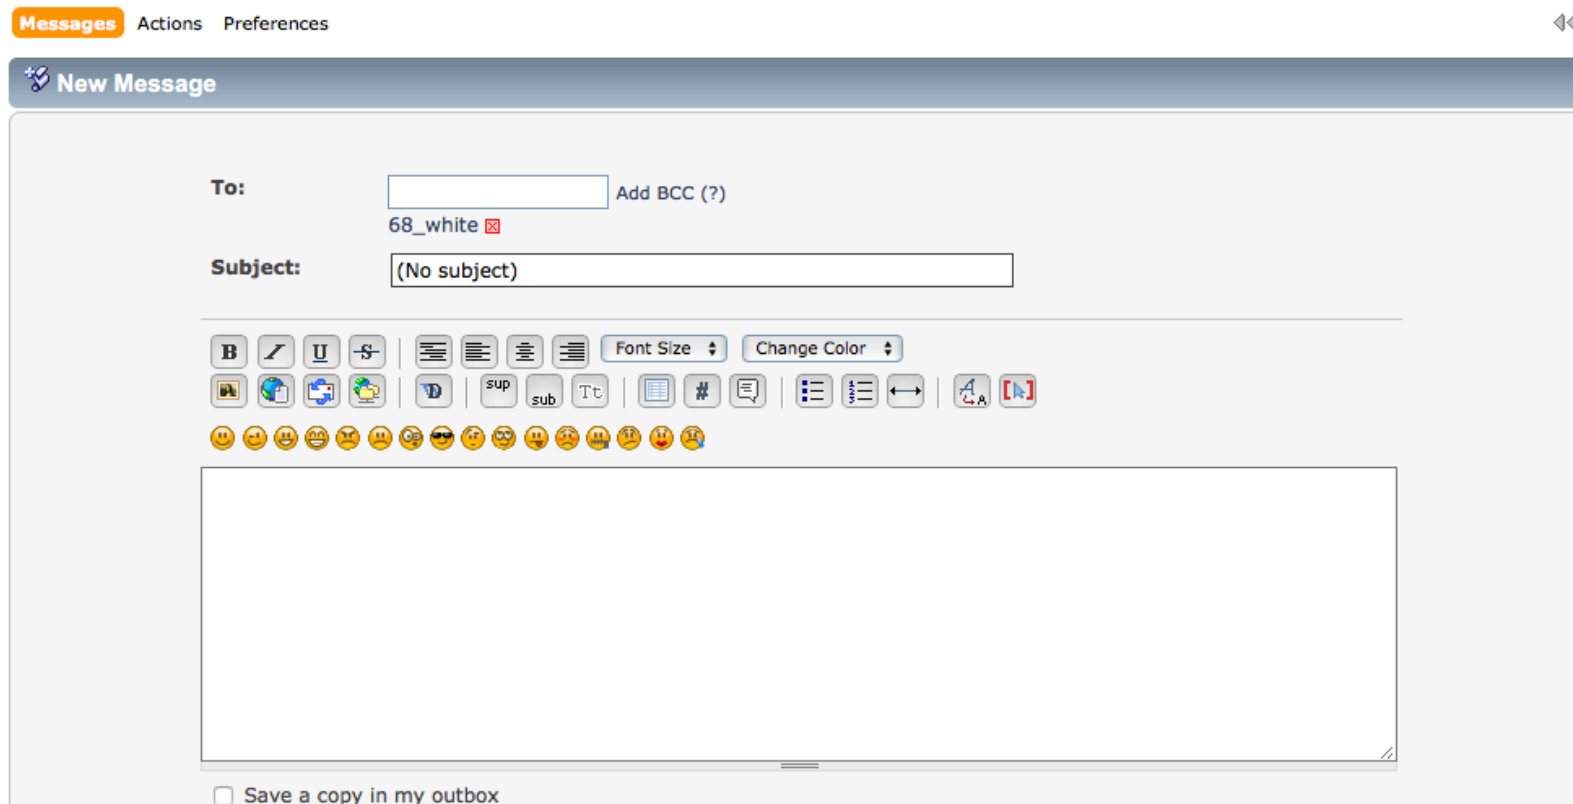 Messages Actions Preferences
New Message
To: Add BCC (?)
68_white
Subject: (No subject)
B I U S Font Size Change Color
sup sub Tt #
Save a copy in my outbox